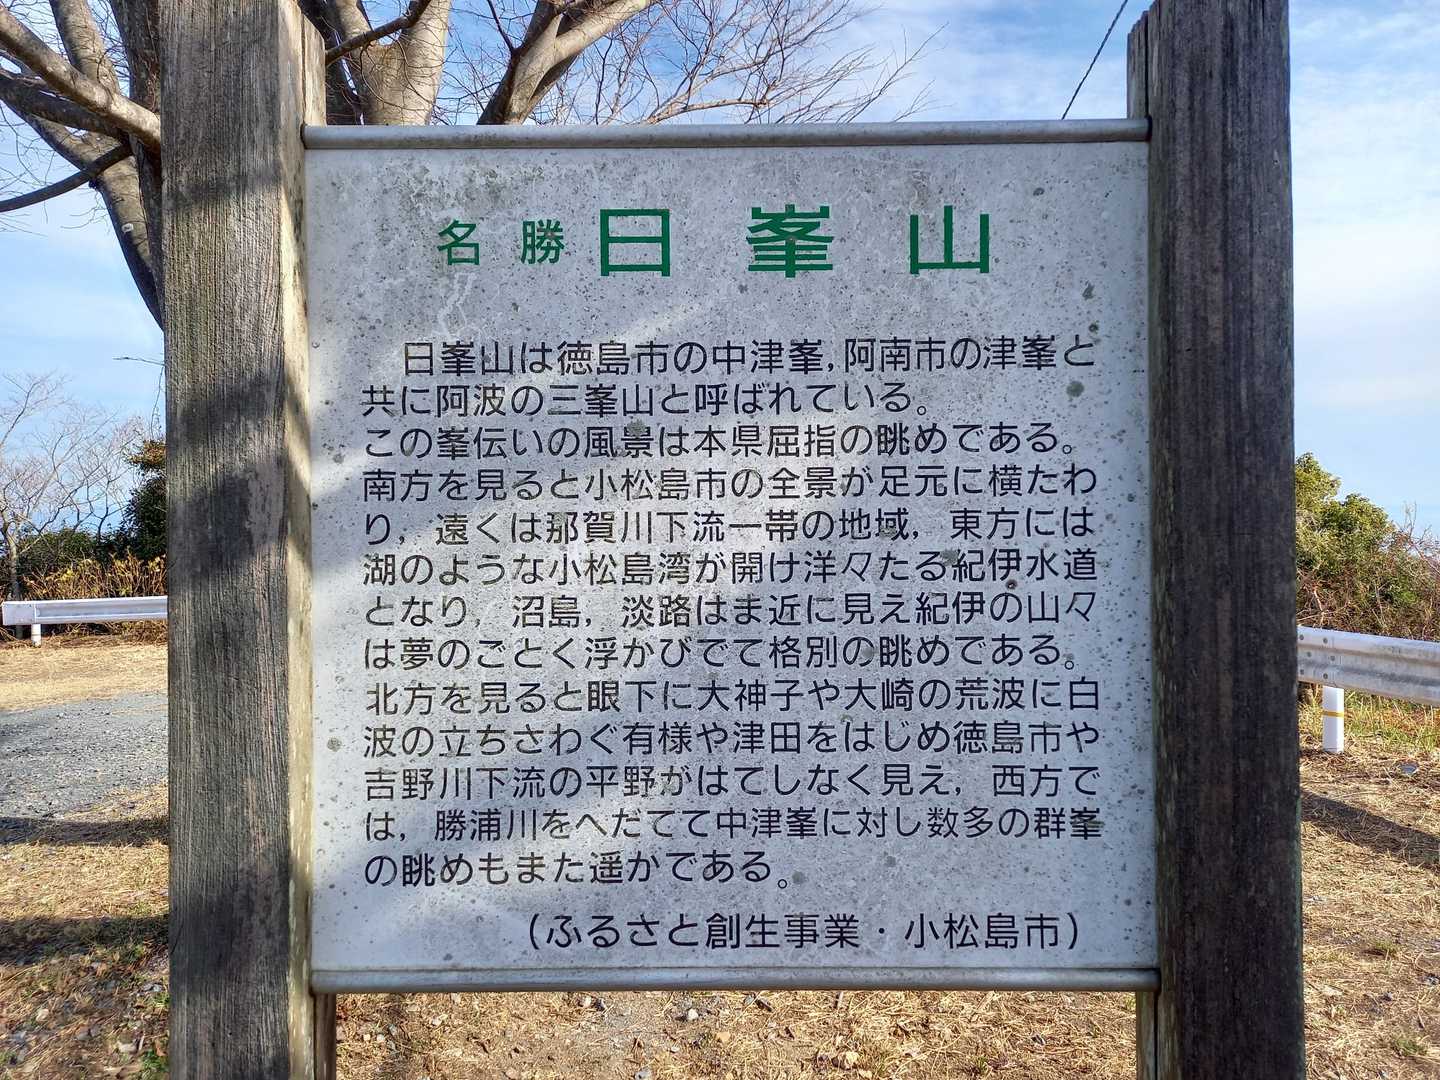 名勝 日峯山
日峯山は徳島市の中津峯,阿南市の津峯と
共に阿波の三峯山と呼ばれている。
この峯伝いの風景は本県屈指の眺めである。
南方を見ると小松島市の全景が足元に横たわ
り，遠くは那賀川下流一帯の地域，東方には
湖のような小松島湾が開け洋々たる紀伊水道
となり，沼島，淡路はま近に見え紀伊の山々
は夢のごとく浮かびでて格別の眺めである。
北方を見ると眼下に大神子や大崎の荒波に白
波の立ちさわぐ有様や津田をはじめ徳島市や
吉野川下流の平野がはてしなく見え，西方で
は，勝浦川をへだてて中津峯に対し数多の群峯
の眺めもまた遥かである。
（ふるさと創生事業・小松島市）